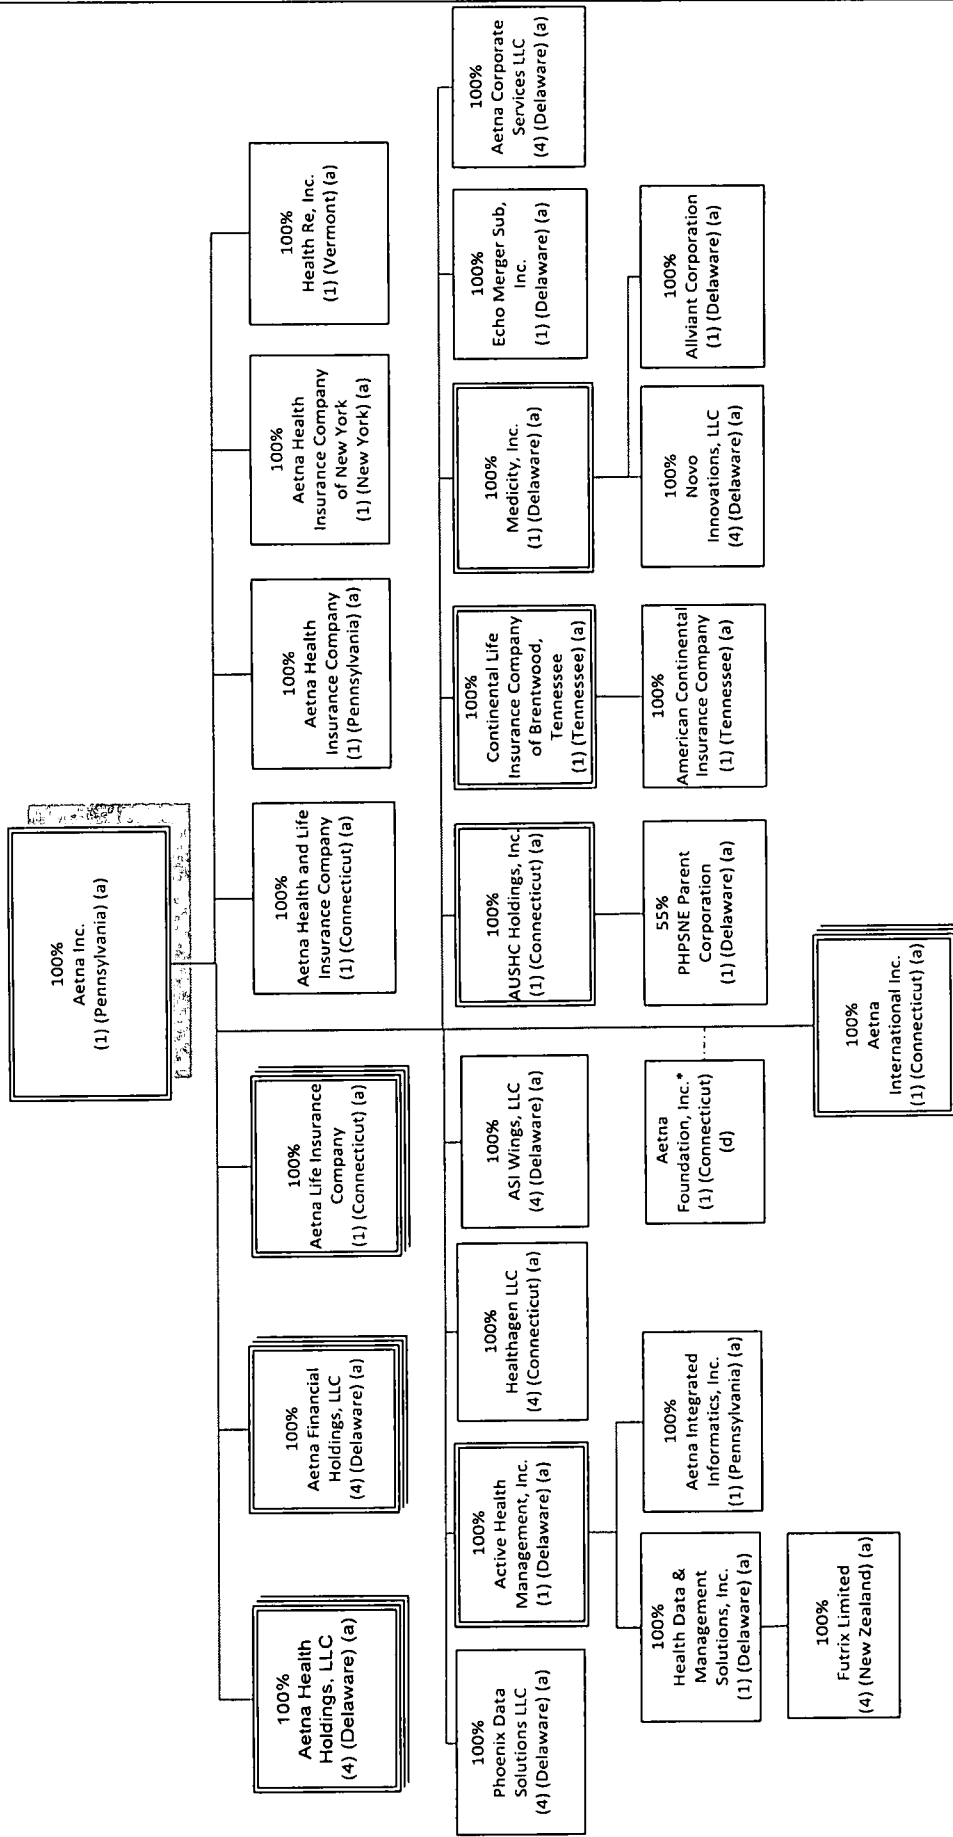 100%
Aetna Inc.
(1) (Pennsylvania) (a)
100%
Aetna Health
Holdings, LLC
(4) (Delaware) (a)
100%
Aetna Financial
Holdings, LLC
(4) (Delaware) (a)
100%
Aetna Life Insurance
Company
(1) (Connecticut) (a)
100%
Aetna Health and Life
Insurance Company
(1) (Connecticut) (a)
100%
Aetna Health
Insurance Company
(1) (Pennsylvania) (a)
100%
Aetna Health
Insurance Company
of New York
(1) (New York) (a)
100%
Health Re, Inc.
(1) (Vermont) (a)
100%
Phoenix Data
Solutions LLC
(4) (Delaware) (a)
100%
Active Health
Management, Inc.
(1) (Delaware) (a)
100%
Healthagen LLC
(4) (Connecticut) (a)
100%
ASI Wings, LLC
(4) (Delaware) (a)
100%
AUSHC Holdings, Inc.
(1) (Connecticut) (a)
100%
Continental Life
Insurance Company
of Brentwood,
Tennessee
(1) (Tennessee) (a)
100%
Medicity, Inc.
(1) (Delaware) (a)
100%
Echo Merger Sub,
Inc.
(1) (Delaware) (a)
100%
Aetna Corporate
Services LLC
(4) (Delaware) (a)
100%
Health Data &
Management
Solutions, Inc.
(1) (Delaware) (a)
100%
Aetna Integrated
Informatics, Inc.
(1) (Pennsylvania) (a)
Aetna
Foundation, Inc.*
(1) (Connecticut)
(d)
55%
PHPSNE Parent
Corporation
(1) (Delaware) (a)
100%
American Continental
Insurance Company
(1) (Tennessee) (a)
100%
Novo
Innovations, LLC
(4) (Delaware) (a)
100%
Allviant Corporation
(1) (Delaware) (a)
100%
Futrix Limited
(4) (New Zealand) (a)
100%
Aetna
International Inc.
(1) (Connecticut) (a)